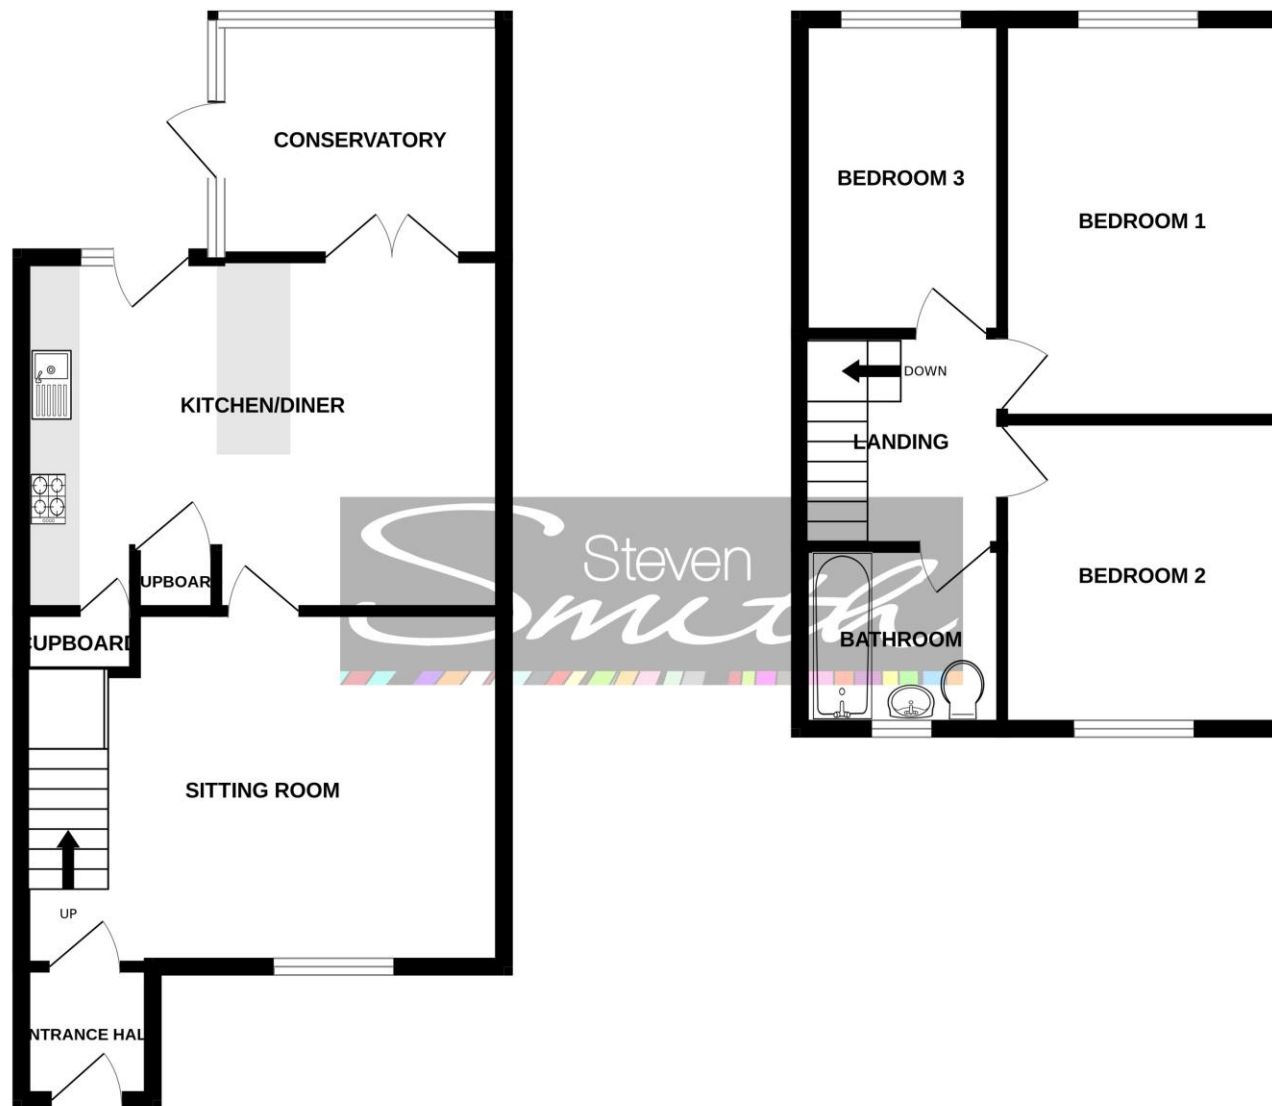 CONSERVATORY
KITCHEN/DINER
UPBOAR
CUPBOARD
SITTING ROOM
UP
NTRANCE HAL
BEDROOM 3
BEDROOM 1
DOWN
LANDING
BEDROOM 2
BATHROOM
Steven
Smith